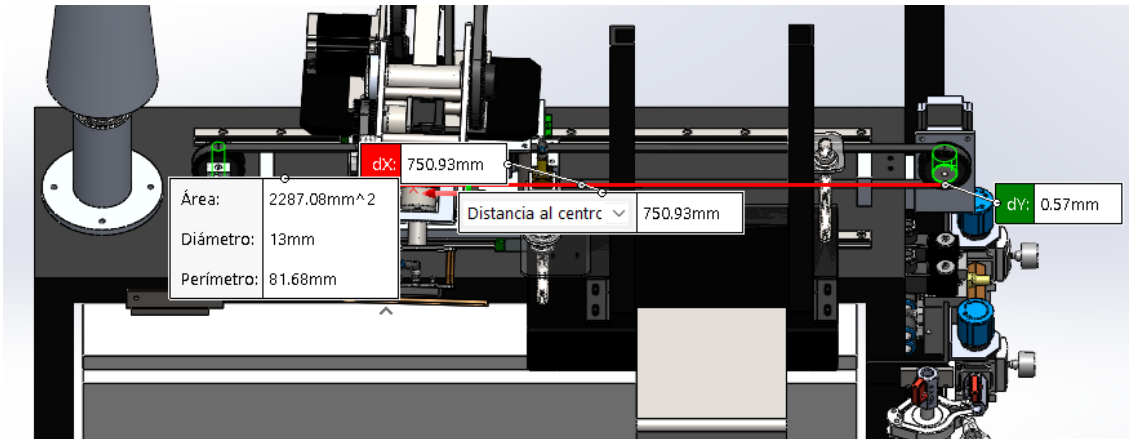 dX: 750.93mm
Área: 2287.08mm^2
Diámetro: 13mm
Perímetro: 81.68mm
Distancia al centrc 750.93mm
dY: 0.57mm